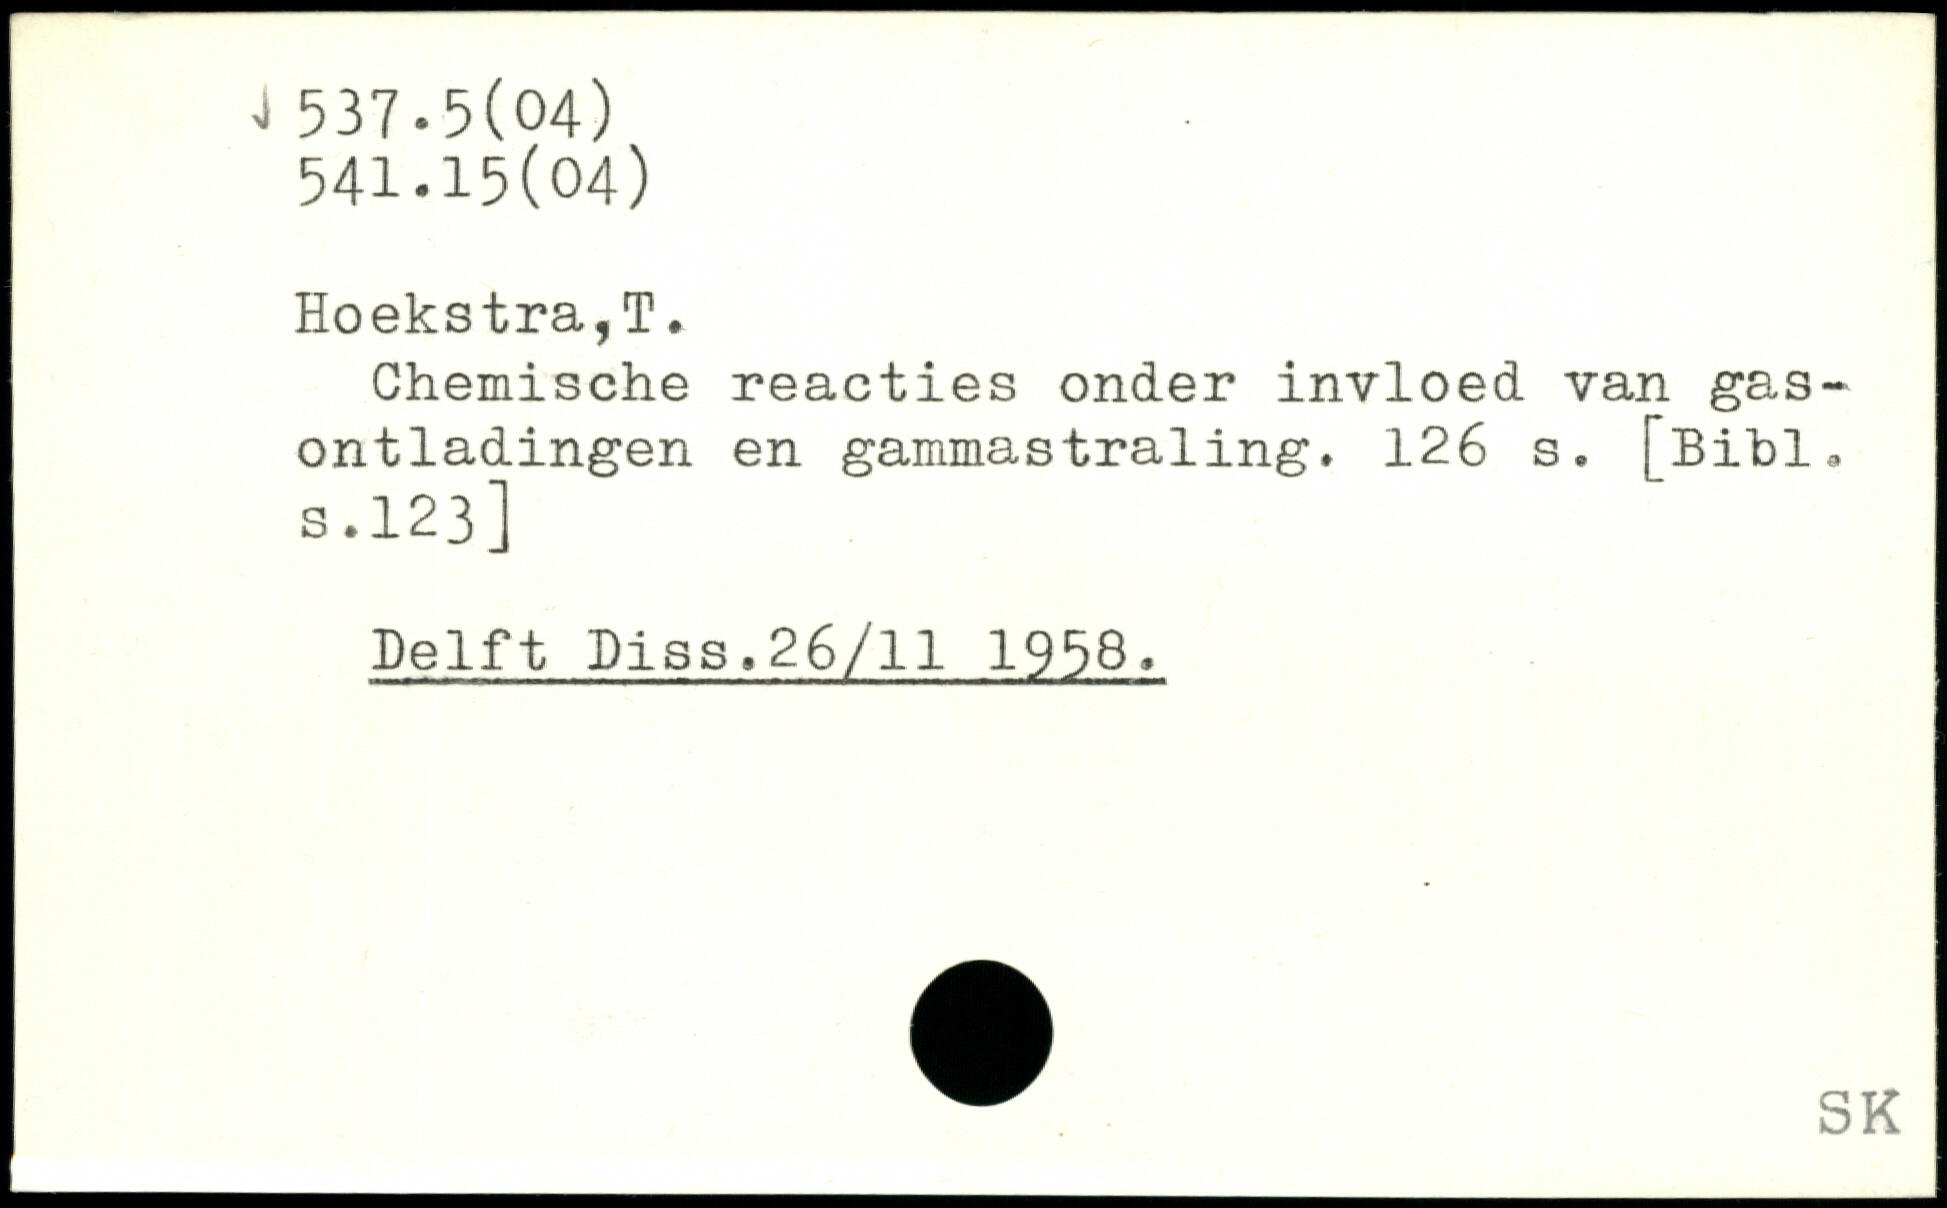 537.5(04)
541.15(04)
Hoekstra,T.
Chemische reacties onder invloed van gas-
ontladingen en gammastraling. 126 s. [Bibl.
s.123]
Delft Diss.26/11 1958.
SK